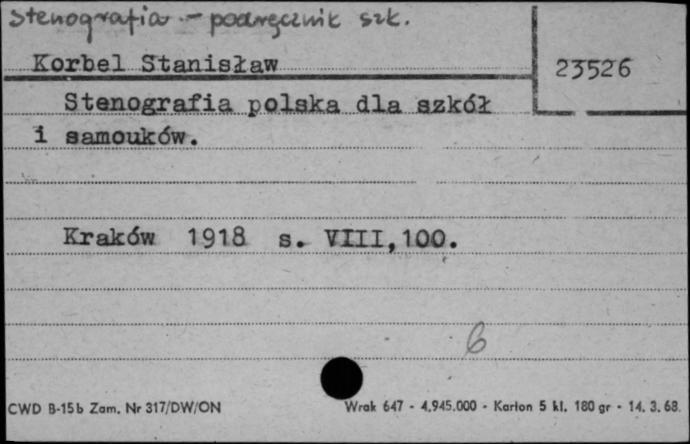 Stenografia - podręcznik szk.
Korbel Stanisław
23526
Stenografia polska dla szkół
i samouków.
Kraków 1918 s. VIII,100.
6
CWD B-15b Zam. Nr 317/DW/ON
Wrak 647 - 4.945.000 - Karton 5 kl. 180 gr - 14. 3. 68.